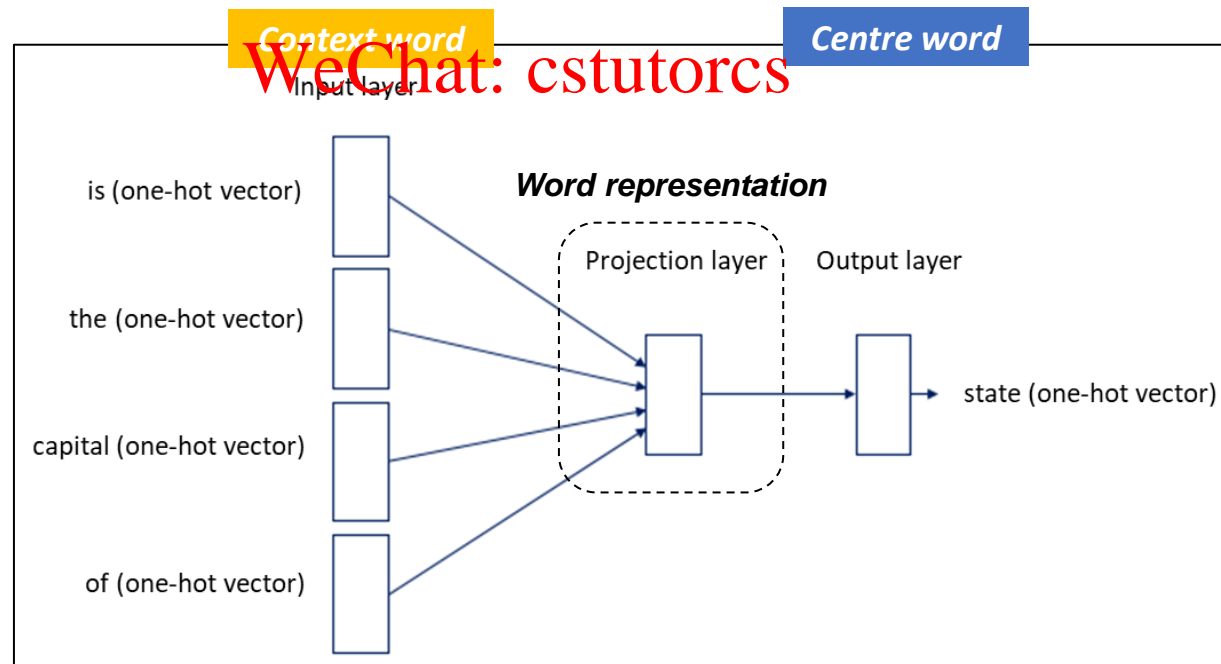 Context word
Centre word
WeChat: cstutorcs
Input layer
is (one-hot vector)
Word representation
Projection layer
Output layer
the (one-hot vector)
state (one-hot vector)
capital (one-hot vector)
of (one-hot vector)